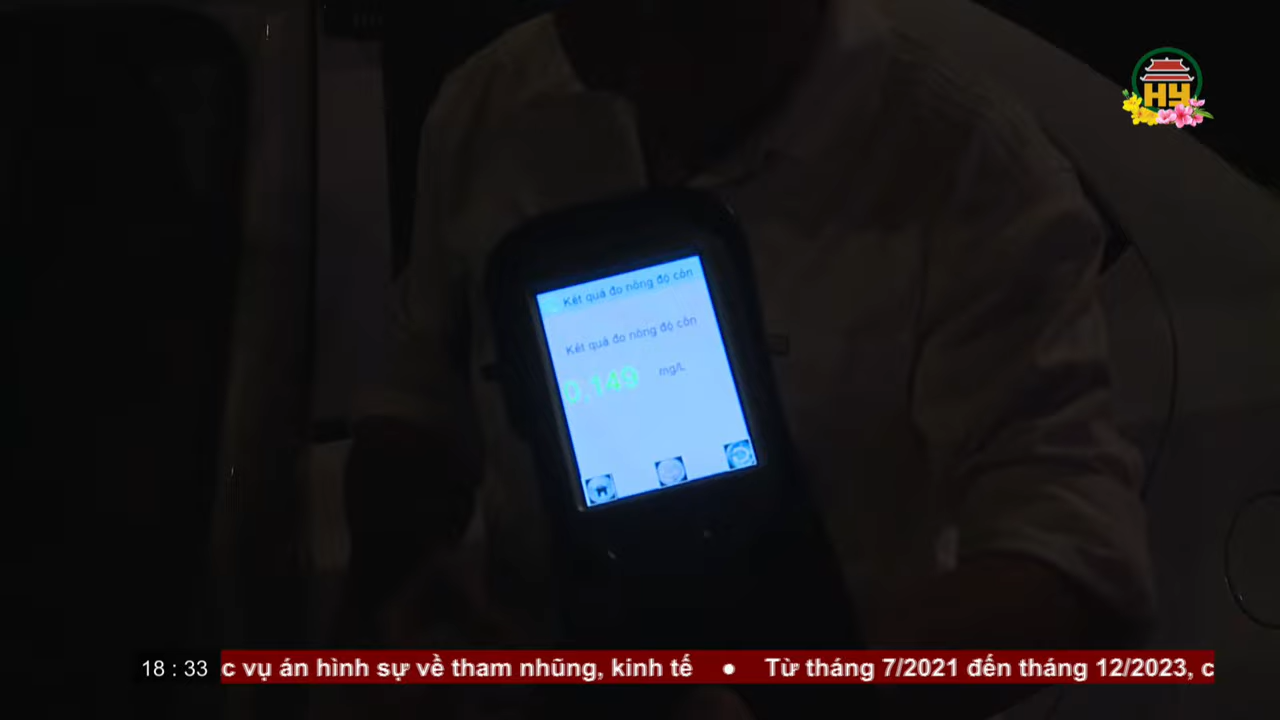 HY
Kết quả đo nồng độ cồn
Kết quả đo nồng độ cồn
0.149 mg/L
18 : 33 c vụ án hình sự về tham nhũng, kinh tế • Từ tháng 7/2021 đến tháng 12/2023, c